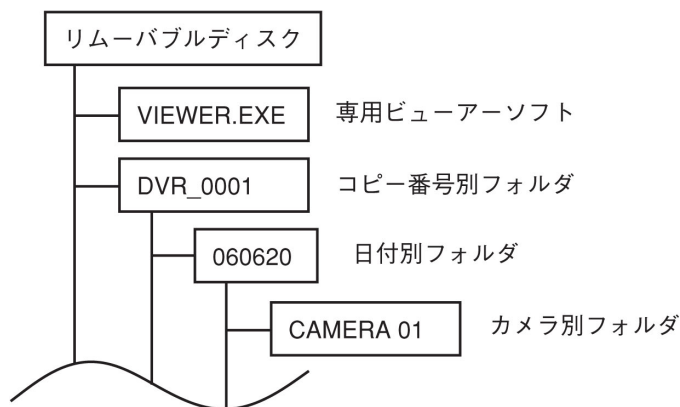 リムーバブルディスク
VIEWER.EXE 専用ビューアーソフト
DVR_0001 コピー番号別フォルダ
060620 日付別フォルダ
CAMERA 01 カメラ別フォルダ